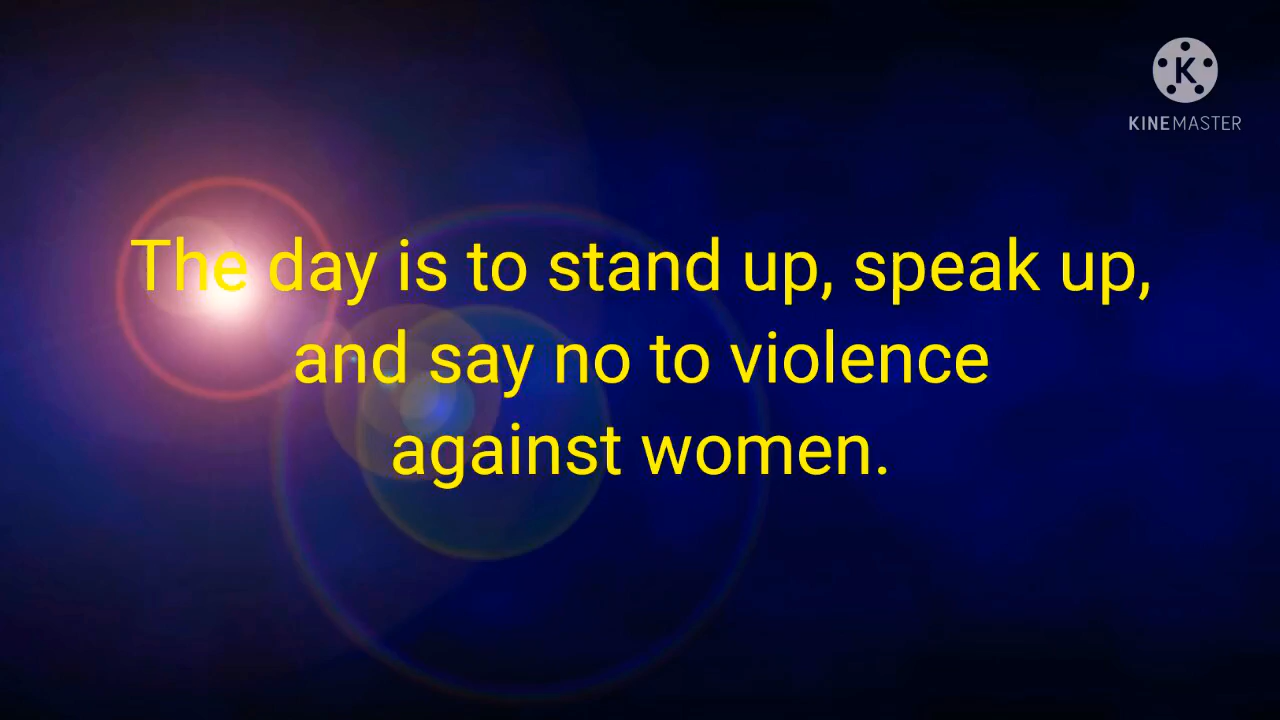 K
KINEMASTER
The day is to stand up, speak up,
and say no to violence
against women.